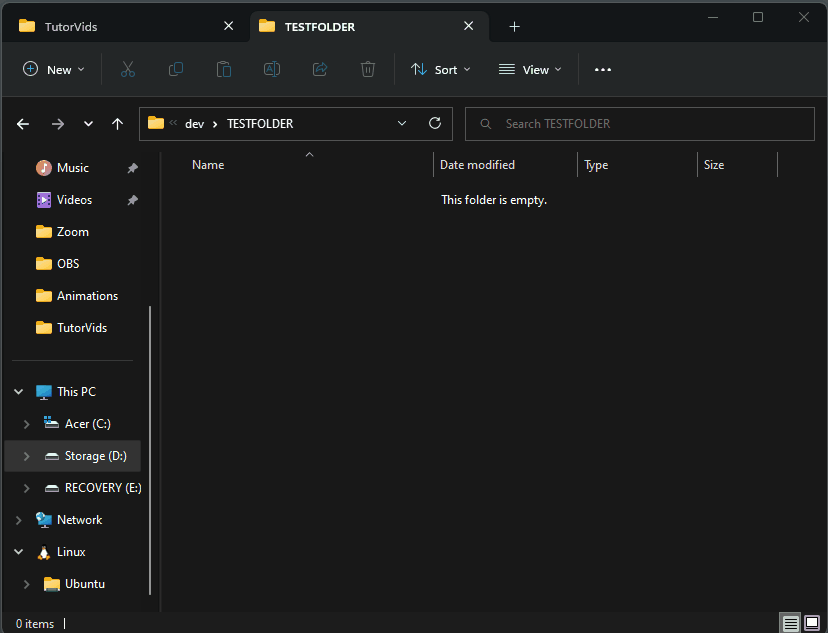 TutorVids
TESTFOLDER
New
Sort
View
dev
TESTFOLDER
Search TESTFOLDER
Name
Date modified
Type
Size
This folder is empty.
Music
Videos
Zoom
OBS
Animations
TutorVids
This PC
Acer (C:)
Storage (D:)
RECOVERY (E:)
Network
Linux
Ubuntu
0 items